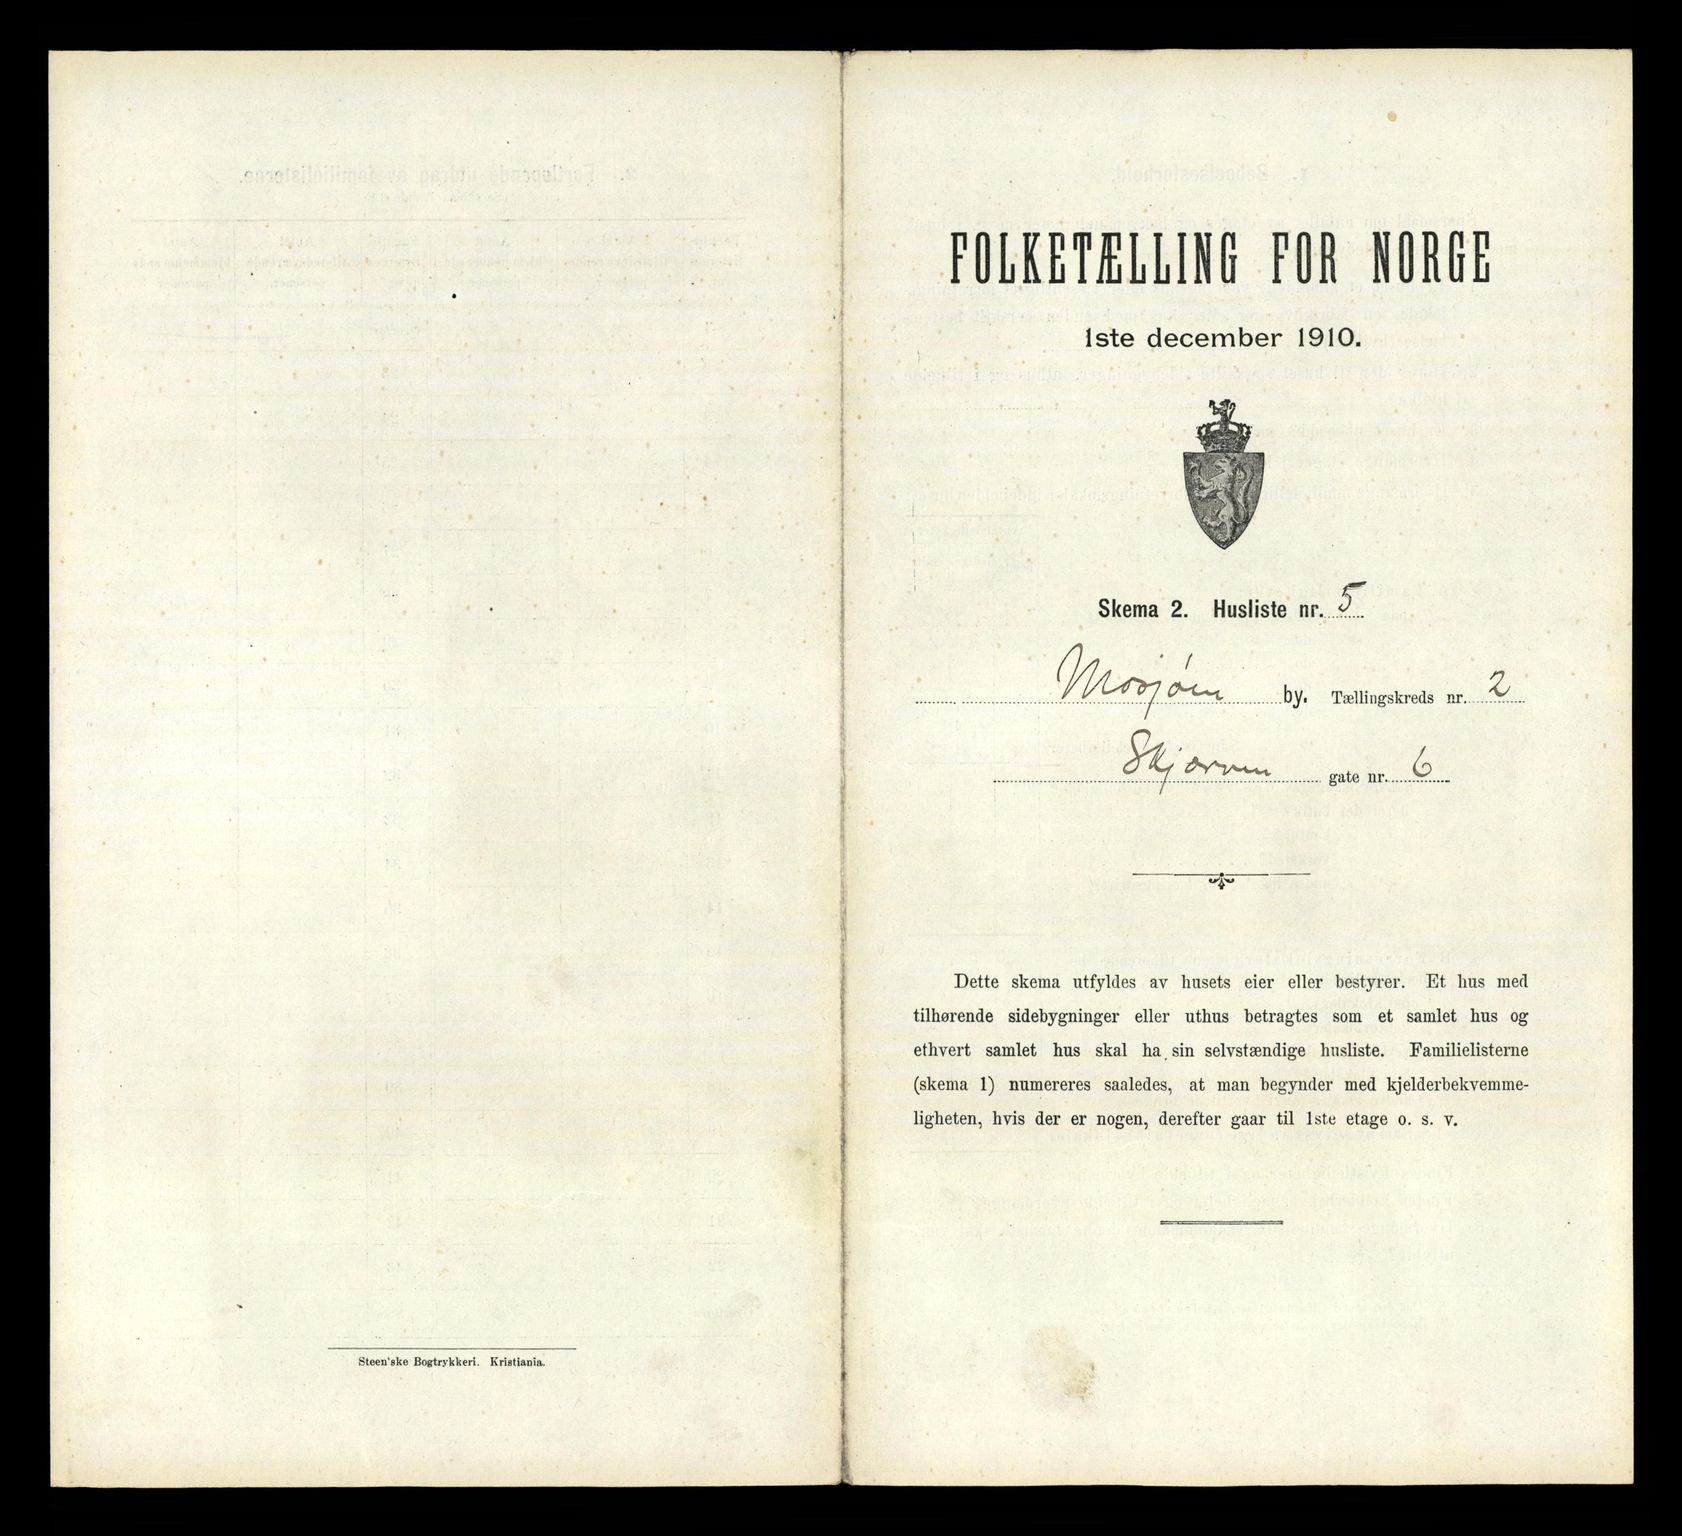 Steen'ske Bogtrykkeri. Kristiania.
FOLKETÆLLING FOR NORGE
1ste december 1910.
Skema 2. Husliste nr. 5
Mosjøen by. Tællingskreds nr. 2
Skjerven gate nr. 6
Dette skema utfyldes av husets eier eller bestyrer. Et hus med
tilhørende sidebygninger eller uthus betragtes som et samlet hus og
ethvert samlet hus skal ha sin selvstændige husliste. Familielisterne
(skema 1) numereres saaledes, at man begynder med kjelderbekvemme-
ligheten, hvis der er nogen, derefter gaar til 1ste etage o. s. v.